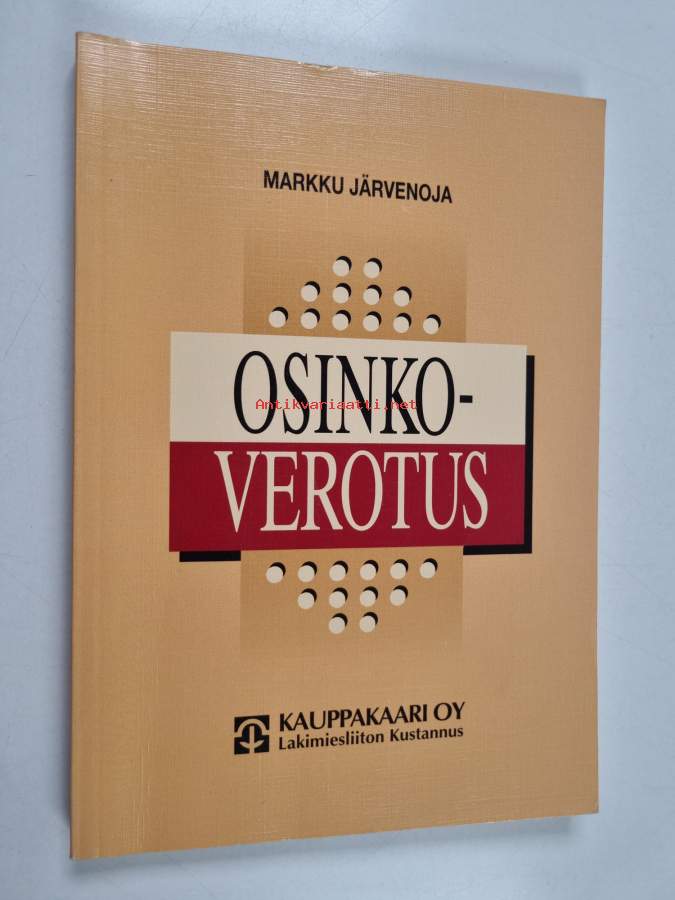 MARKKU JÄRVENOJA
OSINKO-
Antikvariaatti.net
VEROTUS
KAUPPAKAARI OY
Lakimiesliiton Kustannus